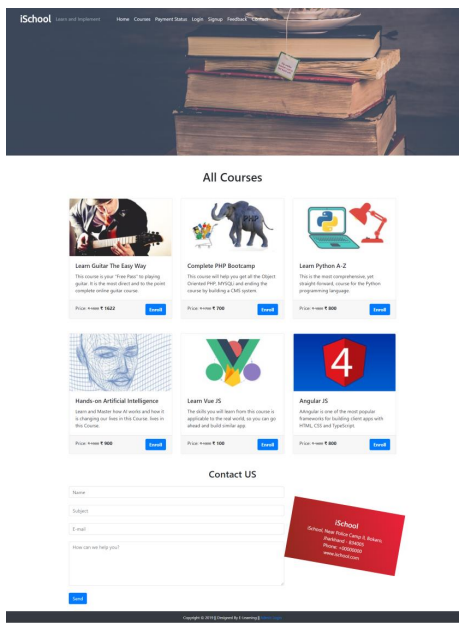 iSchool Learn and Implement Home Courses Payment Status Login Signup Feedback Contact
All Courses
PHP
Learn Guitar The Easy Way
This course is your "Free Pass" to playing
guitar. It is the most direct and to the point
complete online guitar course.
Price: ₹ 1622 Enroll
Complete PHP Bootcamp
This course will help you get all the Object
Oriented PHP, MYSQLi and ending the
course by building a CMS system.
Price: ₹ 700 Enroll
Learn Python A-Z
This is the most comprehensive, yet
straight-forward, course for the Python
programming language.
Price: ₹ 800 Enroll
4
Hands-on Artificial Intelligence
Learn and Master how AI works and how it
is changing our lives in this Course. lives in
this Course.
Price: ₹ 900 Enroll
Learn Vue JS
The skills you will learn from this course is
applicable to the real world, so you can go
ahead and build similar app.
Price: ₹ 100 Enroll
Angular JS
AAngular is one of the most popular
frameworks for building client apps with
HTML, CSS and TypeScript.
Price: ₹ 800 Enroll
Contact US
Name
Subject
E-mail
How can we help you?
Send
iSchool
iSchool, Near Police Camp II, Bokaro,
Jharkhand - 834005
Phone: +00000000
www.ischool.com
Copyright © 2019 || Designed By E-Learning || Admin Login